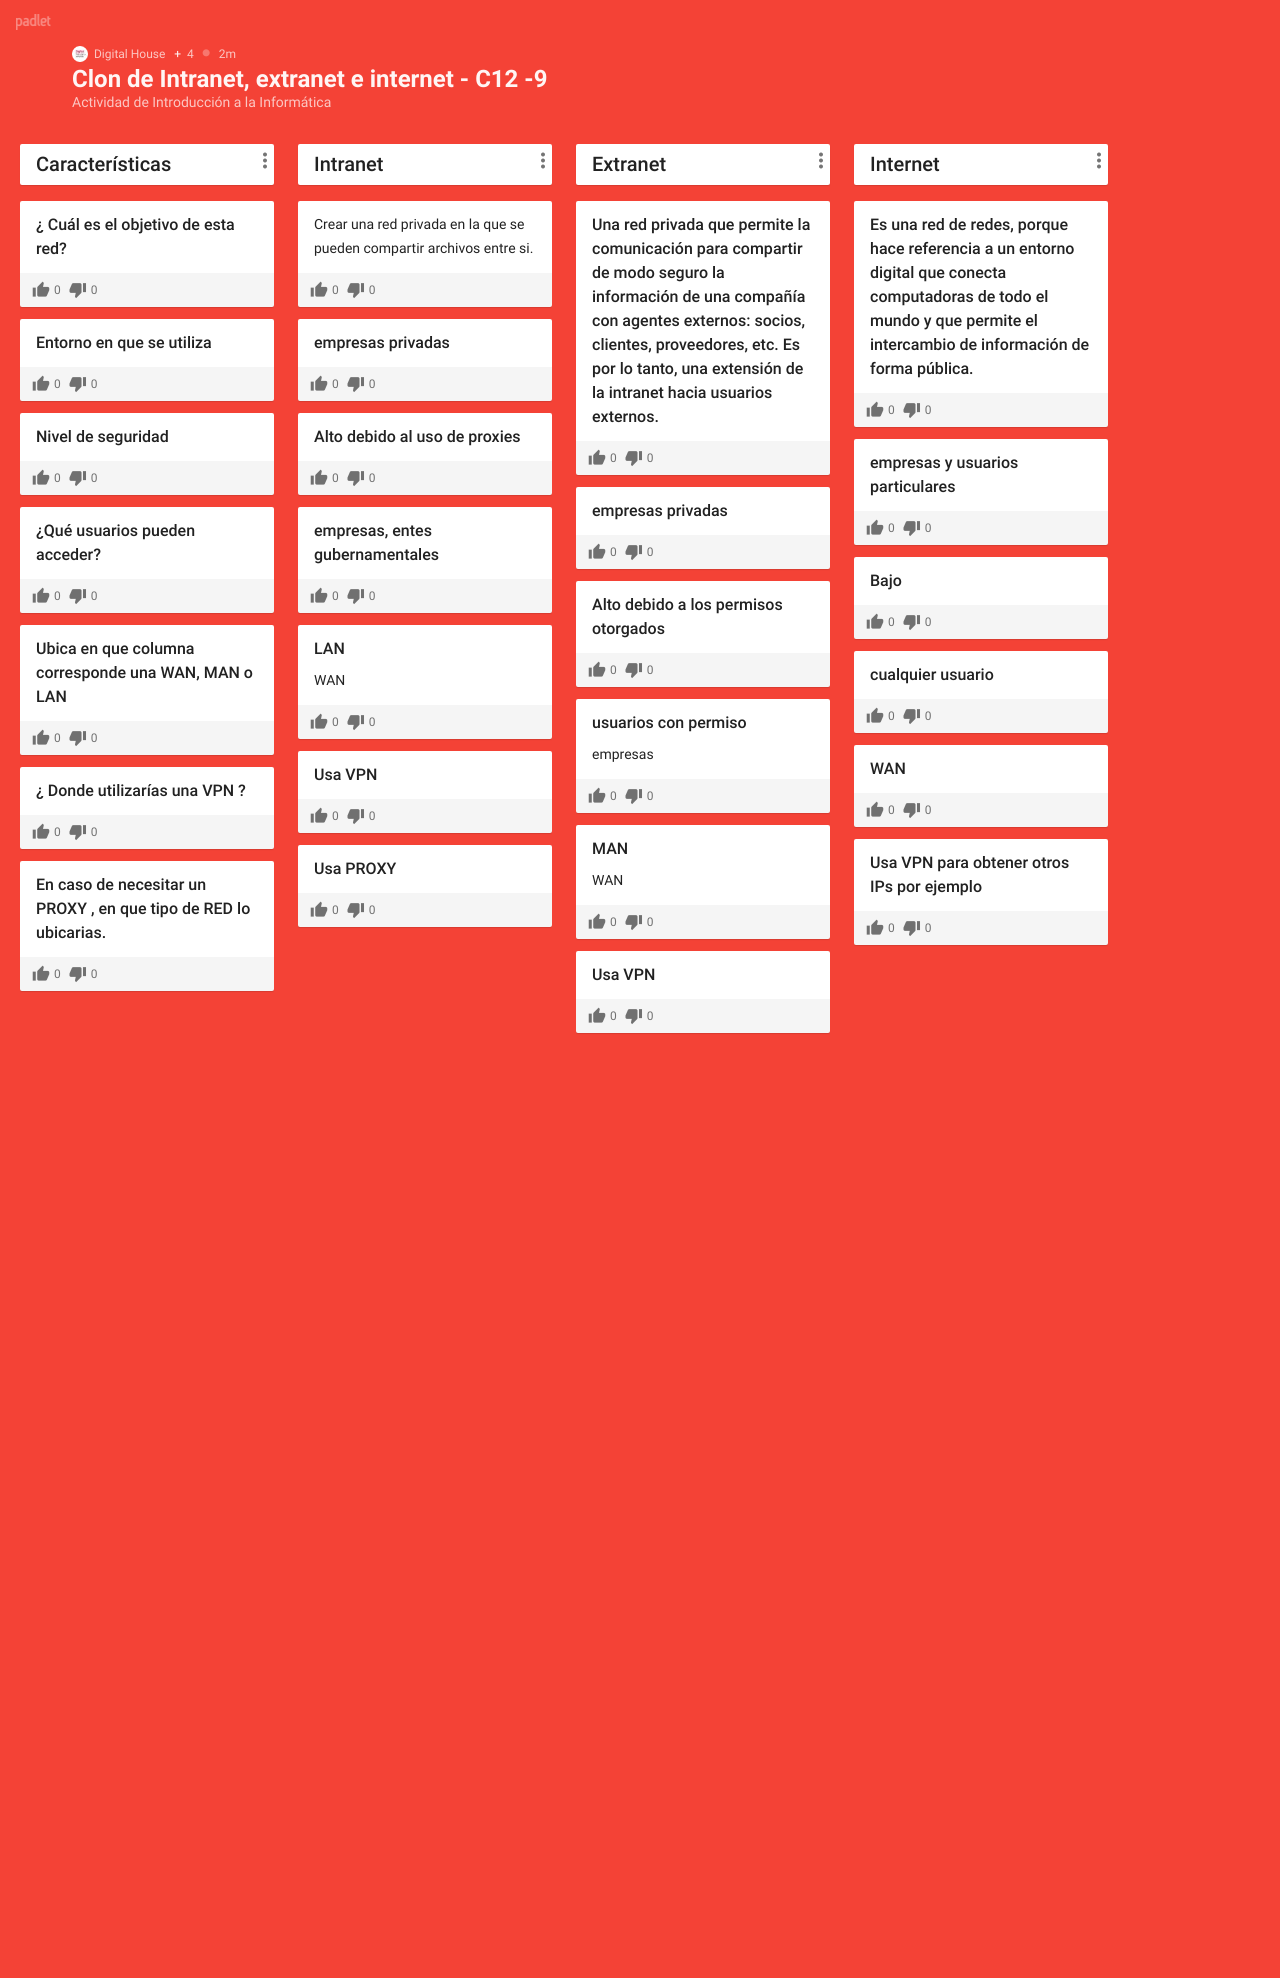 padlet
Digital House + 4 2m
Clon de Intranet, extranet e internet - C12 -9
Actividad de Introducción a la Informática
Características
¿ Cuál es el objetivo de esta
red?
0 0
Entorno en que se utiliza
0 0
Nivel de seguridad
0 0
¿Qué usuarios pueden
acceder?
0 0
Ubica en que columna
corresponde una WAN, MAN o
LAN
0 0
¿ Donde utilizarías una VPN ?
0 0
En caso de necesitar un
PROXY , en que tipo de RED lo
ubicarias.
0 0
Intranet
Crear una red privada en la que se
pueden compartir archivos entre si.
0 0
empresas privadas
0 0
Alto debido al uso de proxies
0 0
empresas, entes
gubernamentales
0 0
LAN
WAN
0 0
Usa VPN
0 0
Usa PROXY
0 0
Extranet
Una red privada que permite la
comunicación para compartir
de modo seguro la
información de una compañía
con agentes externos: socios,
clientes, proveedores, etc. Es
por lo tanto, una extensión de
la intranet hacia usuarios
externos.
0 0
empresas privadas
0 0
Alto debido a los permisos
otorgados
0 0
usuarios con permiso
empresas
0 0
MAN
WAN
0 0
Usa VPN
0 0
Internet
Es una red de redes, porque
hace referencia a un entorno
digital que conecta
computadoras de todo el
mundo y que permite el
intercambio de información de
forma pública.
0 0
empresas y usuarios
particulares
0 0
Bajo
0 0
cualquier usuario
0 0
WAN
0 0
Usa VPN para obtener otros
IPs por ejemplo
0 0